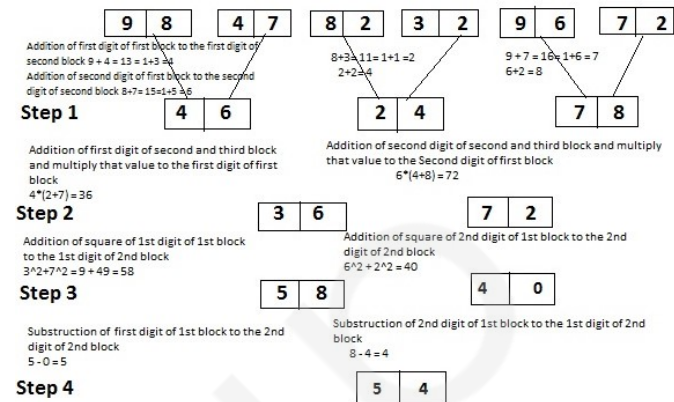 9 8 4 7 8 2 3 2 9 6 7 2
Addition of first digit of first block to the first digit of
second block 9 + 4 = 13 = 1+3 =4
Addition of second digit of first block to the second
digit of second block 8+7= 15=1+5 =6
8+3=11= 1+1 =2
2+2=4
9 + 7 = 16= 1+6 = 7
6+2 = 8
Step 1
4 6 2 4 7 8
Addition of first digit of second and third block
and multiply that value to the first digit of first
block
4*(2+7) = 36
Addition of second digit of second and third block and multiply
that value to the Second digit of first block
6*(4+8) = 72
Step 2
3 6 7 2
Addition of square of 1st digit of 1st block
to the 1st digit of 2nd block
3^2+7^2 = 9 + 49 = 58
Addition of square of 2nd digit of 1st block to the 2nd
digit of 2nd block
6^2 + 2^2 = 40
Step 3
5 8 4 0
Substruction of first digit of 1st block to the 2nd
digit of 2nd block
5 - 0 = 5
Substruction of 2nd digit of 1st block to the 1st digit of 2nd
block
8 - 4 = 4
Step 4
5 4